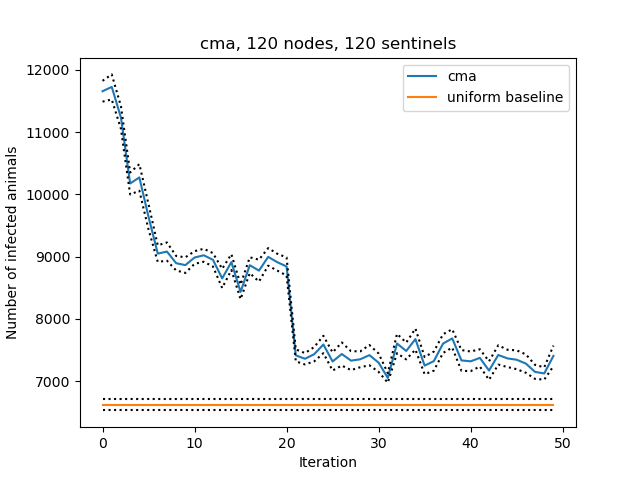 cma, 120 nodes, 120 sentinels
12000
11000
10000
9000
8000
7000
Number of infected animals
cma
uniform baseline
0
10
20
30
40
50
Iteration